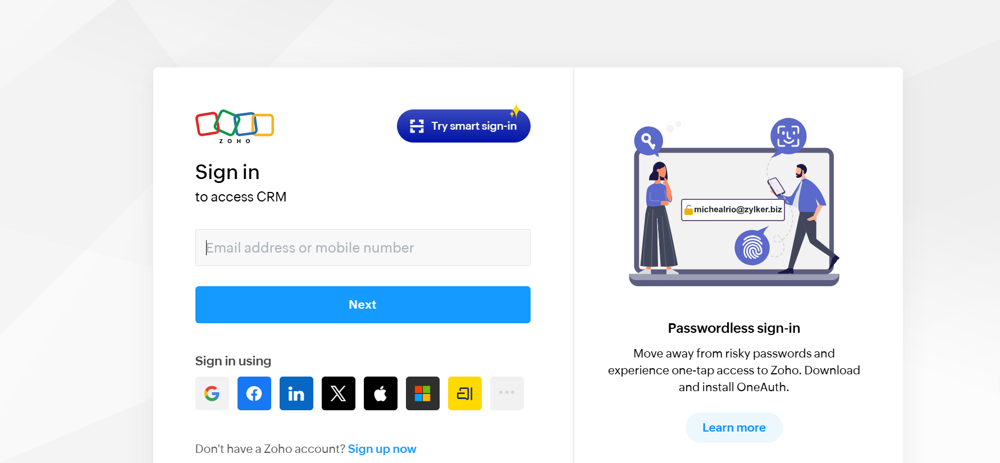 ZOHO
Try smart sign-in
Sign in
to access CRM
Email address or mobile number
Next
Sign in using
in
Don't have a Zoho account? Sign up now
michealrio@zylker.biz
Passwordless sign-in
Move away from risky passwords and
experience one-tap access to Zoho. Download
and install OneAuth.
Learn more